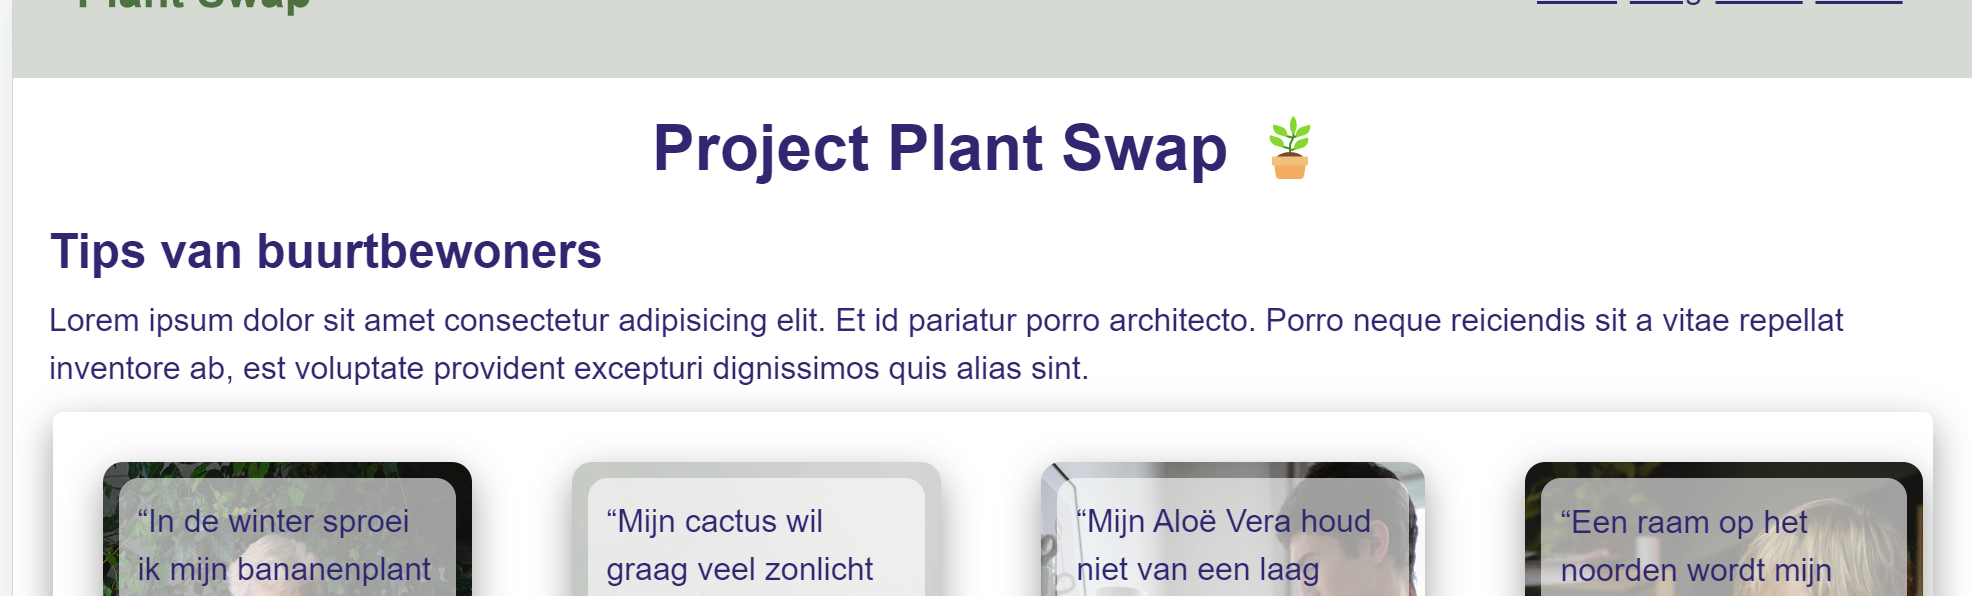 Plant Swap
Project Plant Swap
Tips van buurtbewoners
Lorem ipsum dolor sit amet consectetur adipisicing elit. Et id pariatur porro architecto. Porro neque reiciendis sit a vitae repellat
inventore ab, est voluptate provident excepturi dignissimos quis alias sint.
“In de winter sproei
ik mijn bananenplant
“Mijn cactus wil
graag veel zonlicht
“Mijn Aloë Vera houd
niet van een laag
“Een raam op het
noorden wordt mijn